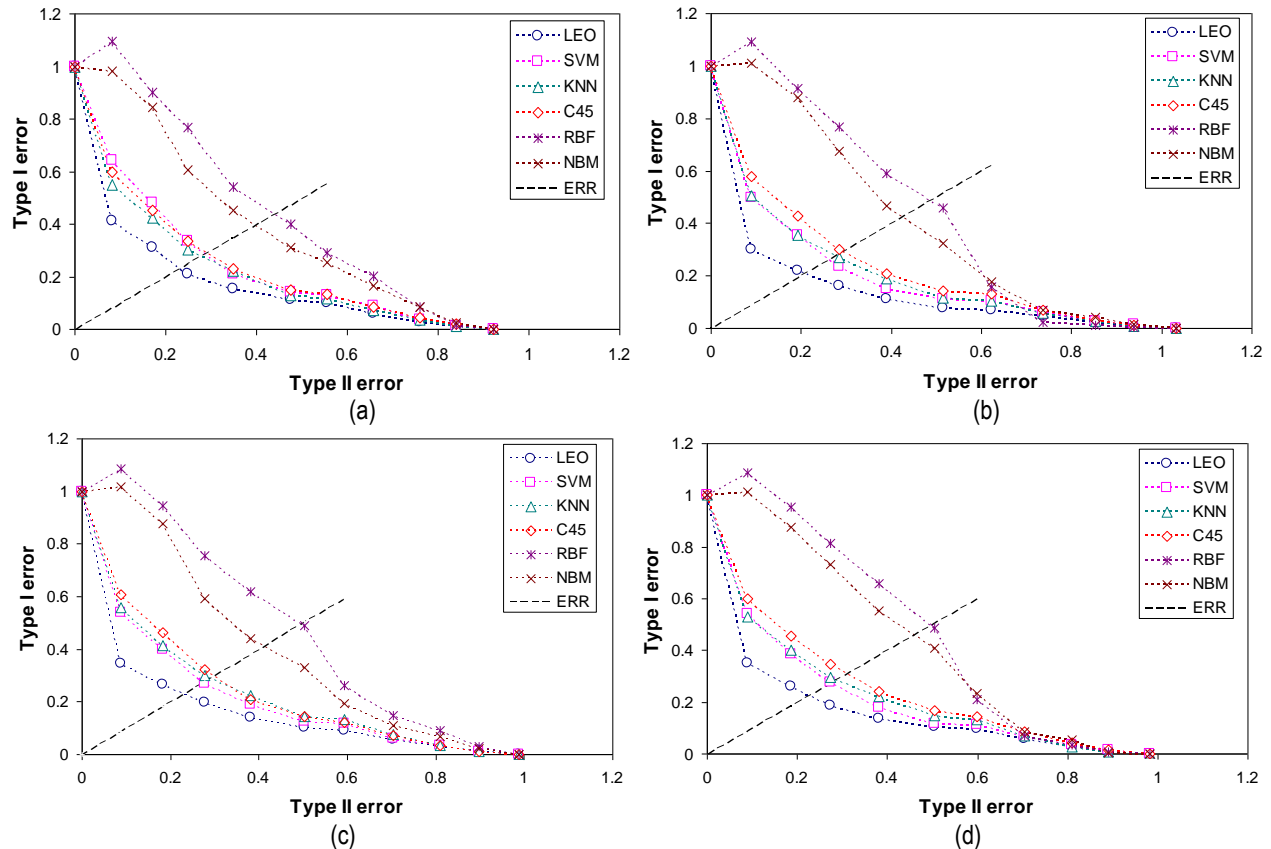 1.2
1
0.8
0.6
0.4
0.2
0
Type I error
0 0.2 0.4 0.6 0.8 1 1.2
Type II error
LEO
SVM
KNN
C45
RBF
NBM
ERR
(a)
1.2
1
0.8
0.6
0.4
0.2
0
Type I error
0 0.2 0.4 0.6 0.8 1 1.2
Type II error
LEO
SVM
KNN
C45
RBF
NBM
ERR
(b)
1.2
1
0.8
0.6
0.4
0.2
0
Type I error
0 0.2 0.4 0.6 0.8 1 1.2
Type II error
LEO
SVM
KNN
C45
RBF
NBM
ERR
(c)
1.2
1
0.8
0.6
0.4
0.2
0
Type I error
0 0.2 0.4 0.6 0.8 1 1.2
Type II error
LEO
SVM
KNN
C45
RBF
NBM
ERR
(d)